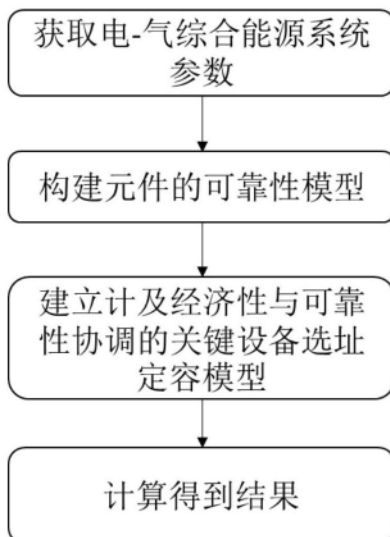 获取电-气综合能源系统
参数
构建元件的可靠性模型
建立计及经济性与可靠
性协调的关键设备选址
定容模型
计算得到结果